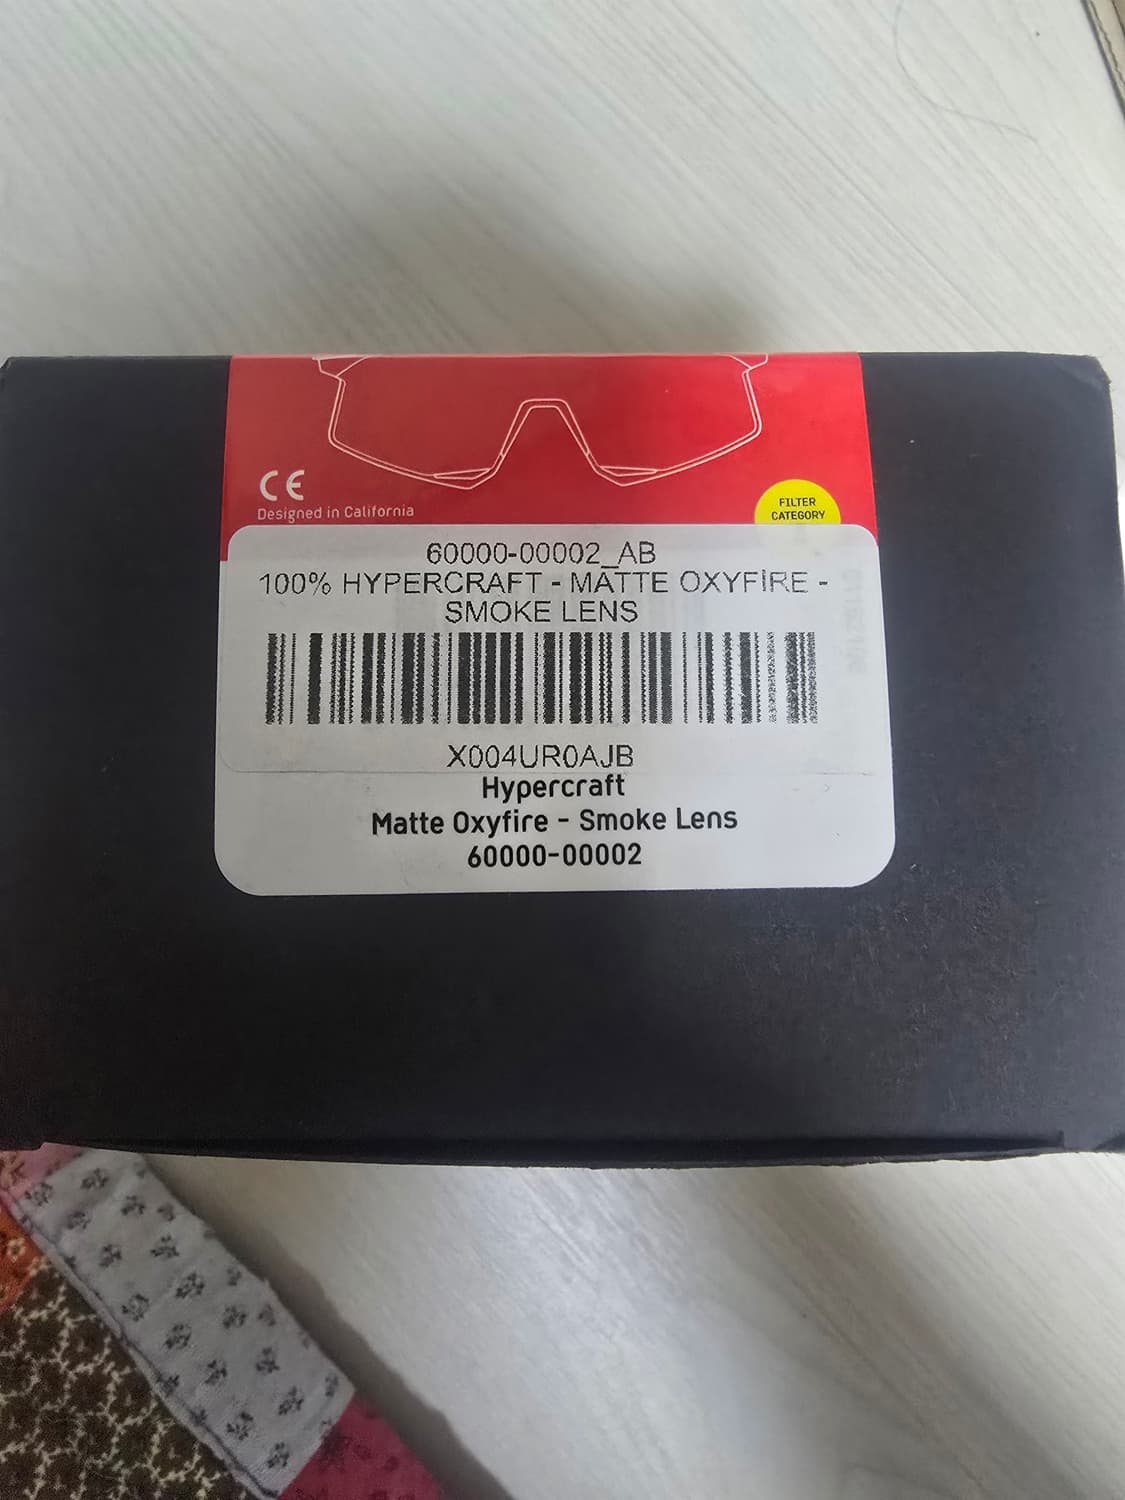 CE
Designed in California
FILTER
CATEGORY
60000-00002_AB
100% HYPERCRAFT - MATTE OXYFIRE -
SMOKE LENS
X004UR0AJB
Hypercraft
Matte Oxyfire - Smoke Lens
60000-00002